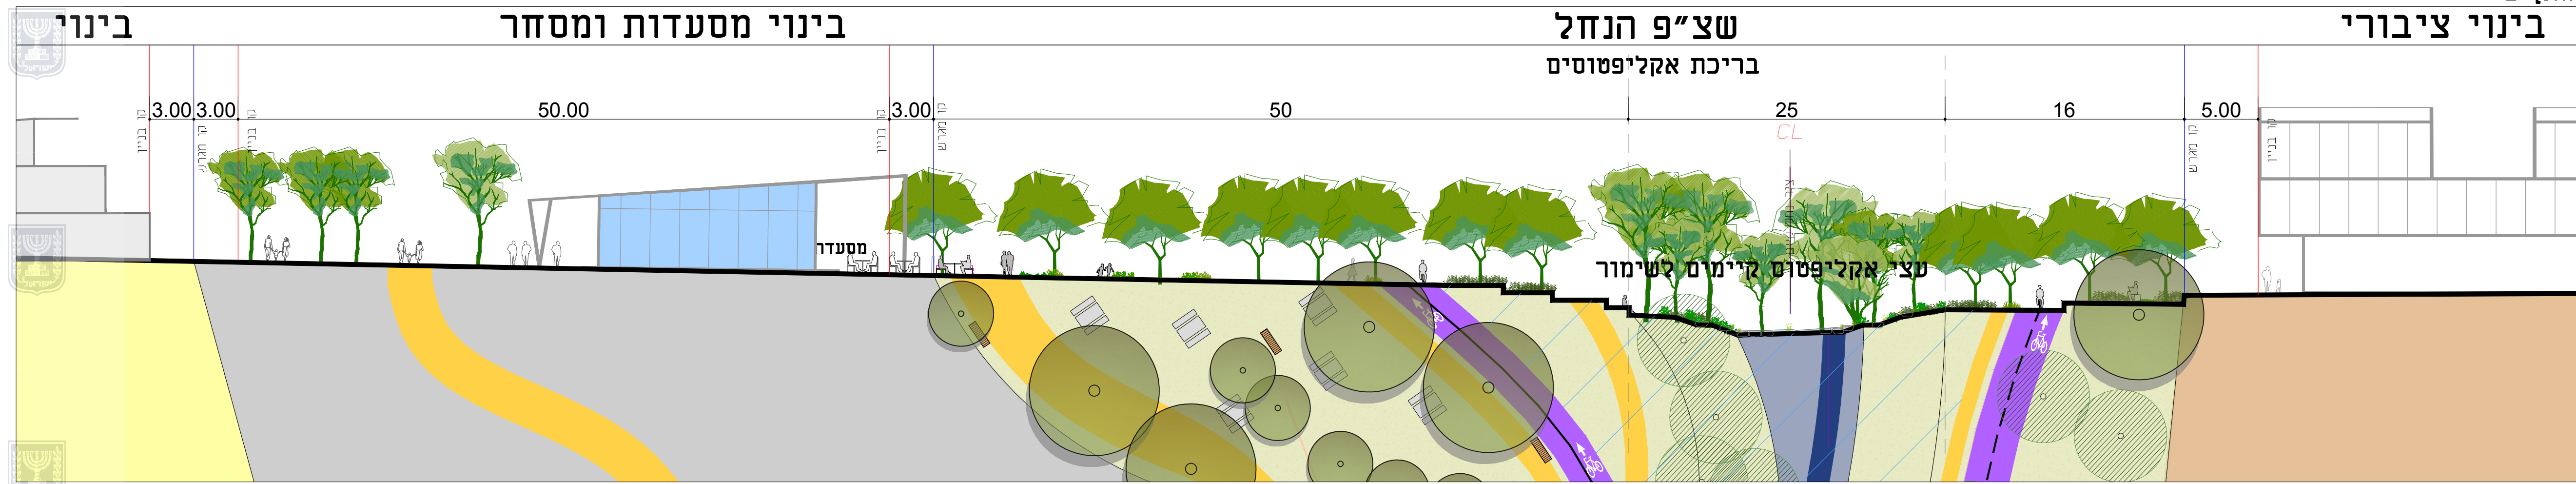 בינוי ציבורי
שצ״פ הנחל
בינוי מסעדות ומסחר
בינוי
בריכת אקליפטוסים
3.00
3.00
50.00
3.00
50
25
16
5.00
CL
קו בניין
קו מגרש
קו בניין
קו בניין
קו מגרש
קו מגרש
קו בניין
מסעדר
עצי אקליפטוס קיימים לשימור
ישראל